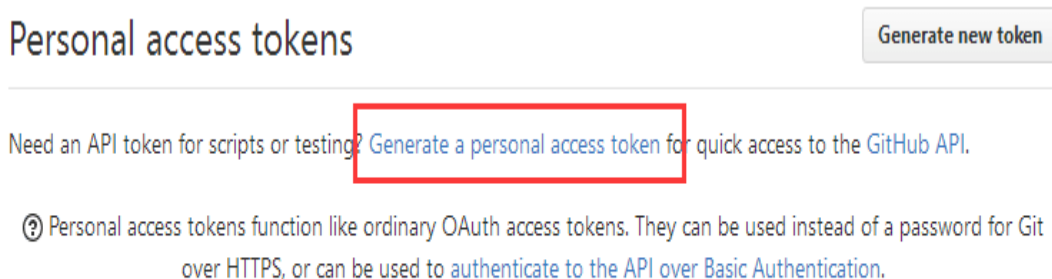 Personal access tokens
Generate new token
Need an API token for scripts or testing? Generate a personal access token for quick access to the GitHub API.
? Personal access tokens function like ordinary OAuth access tokens. They can be used instead of a password for Git
over HTTPS, or can be used to authenticate to the API over Basic Authentication.